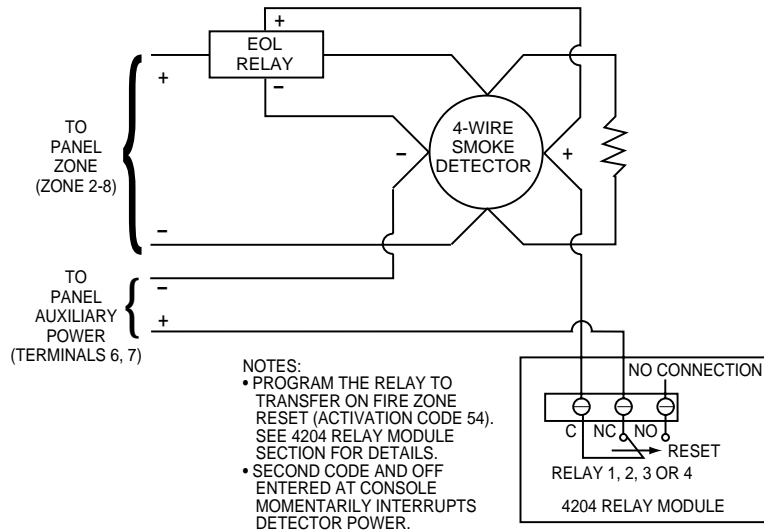 +
EOL
RELAY
+
−
TO
PANEL
ZONE
(ZONE 2-8)
4-WIRE
SMOKE
DETECTOR
−
+
−
TO
PANEL
AUXILIARY
POWER
(TERMINALS 6, 7)
−
+
NOTES:
• PROGRAM THE RELAY TO
TRANSFER ON FIRE ZONE
RESET (ACTIVATION CODE 54).
SEE 4204 RELAY MODULE
SECTION FOR DETAILS.
• SECOND CODE AND OFF
ENTERED AT CONSOLE
MOMENTARILY INTERRUPTS
DETECTOR POWER.
NO CONNECTION
C NC NO
RESET
RELAY 1, 2, 3 OR 4
4204 RELAY MODULE